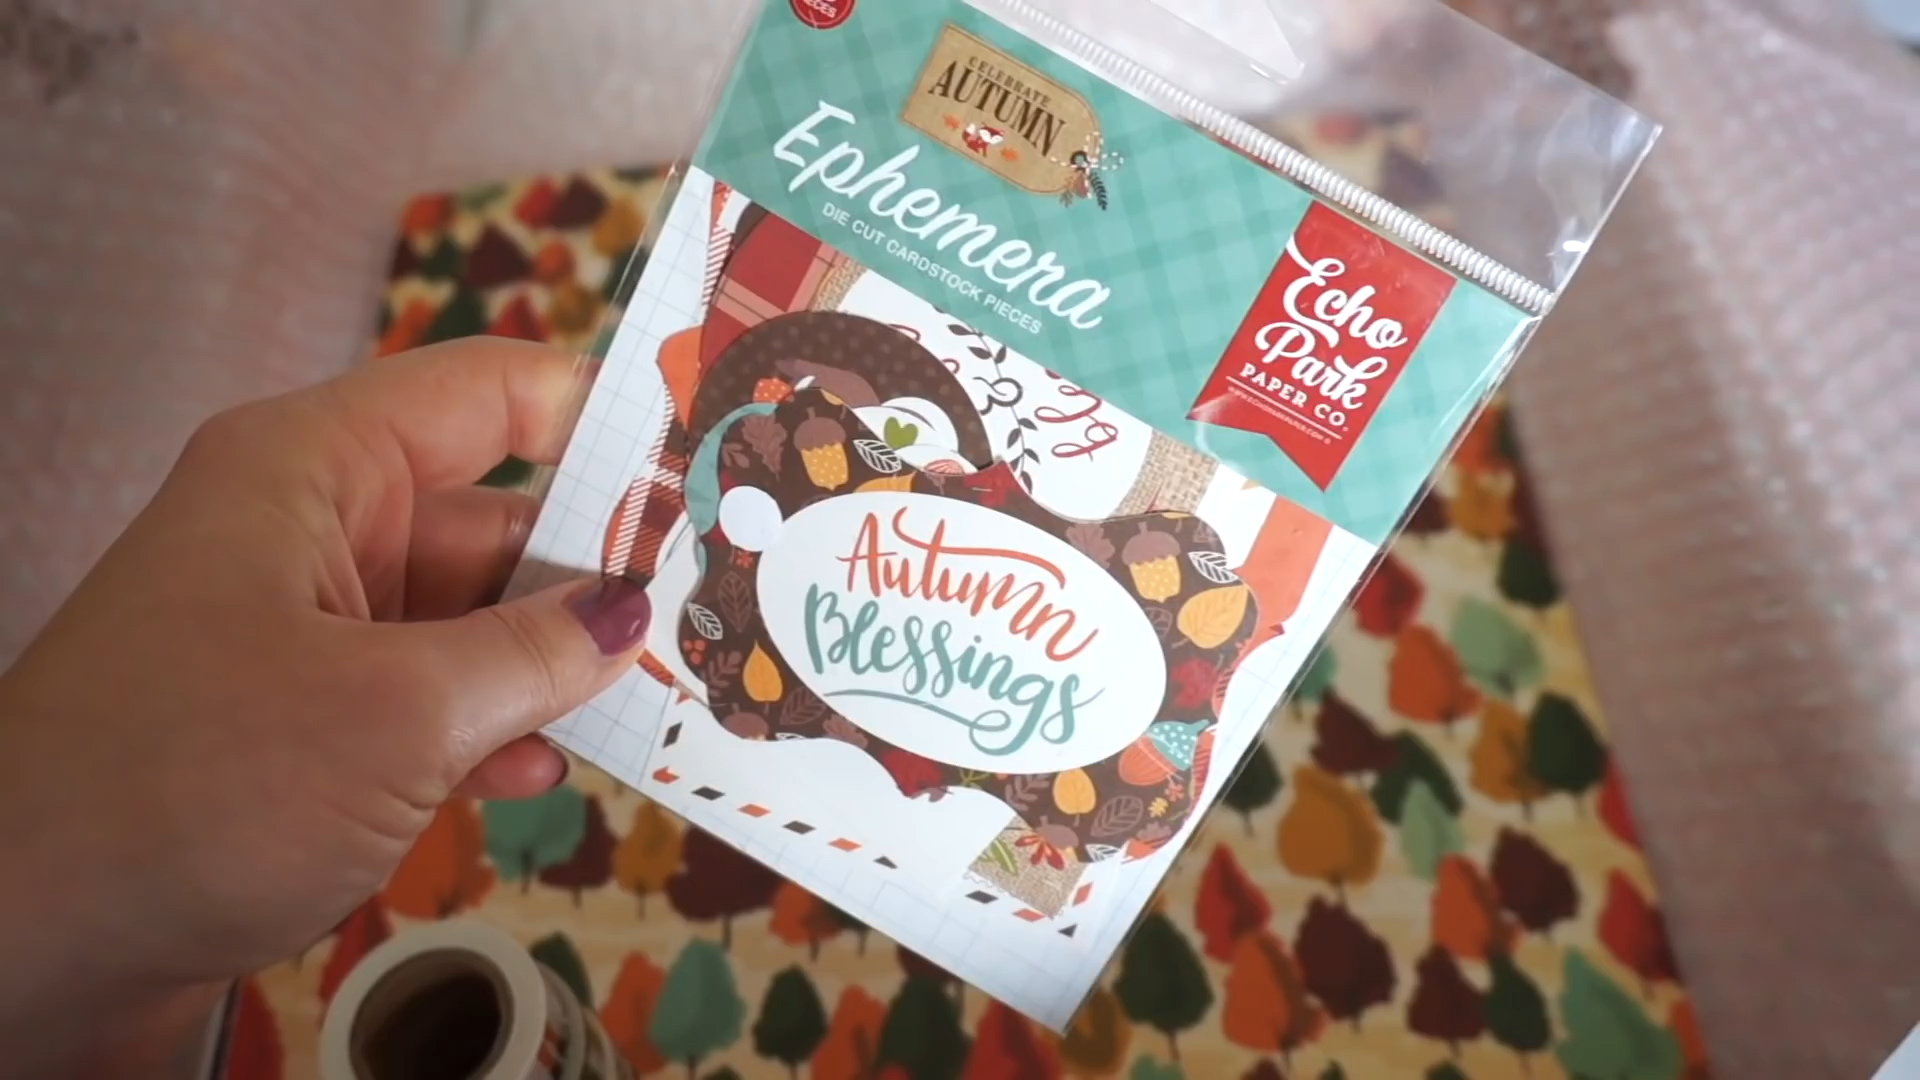 CELEBRATE
AUTUMN
Ephemera
DIE CUT CARDSTOCK PIECES
Echo
Park
PAPER CO.
Autumn
Blessings